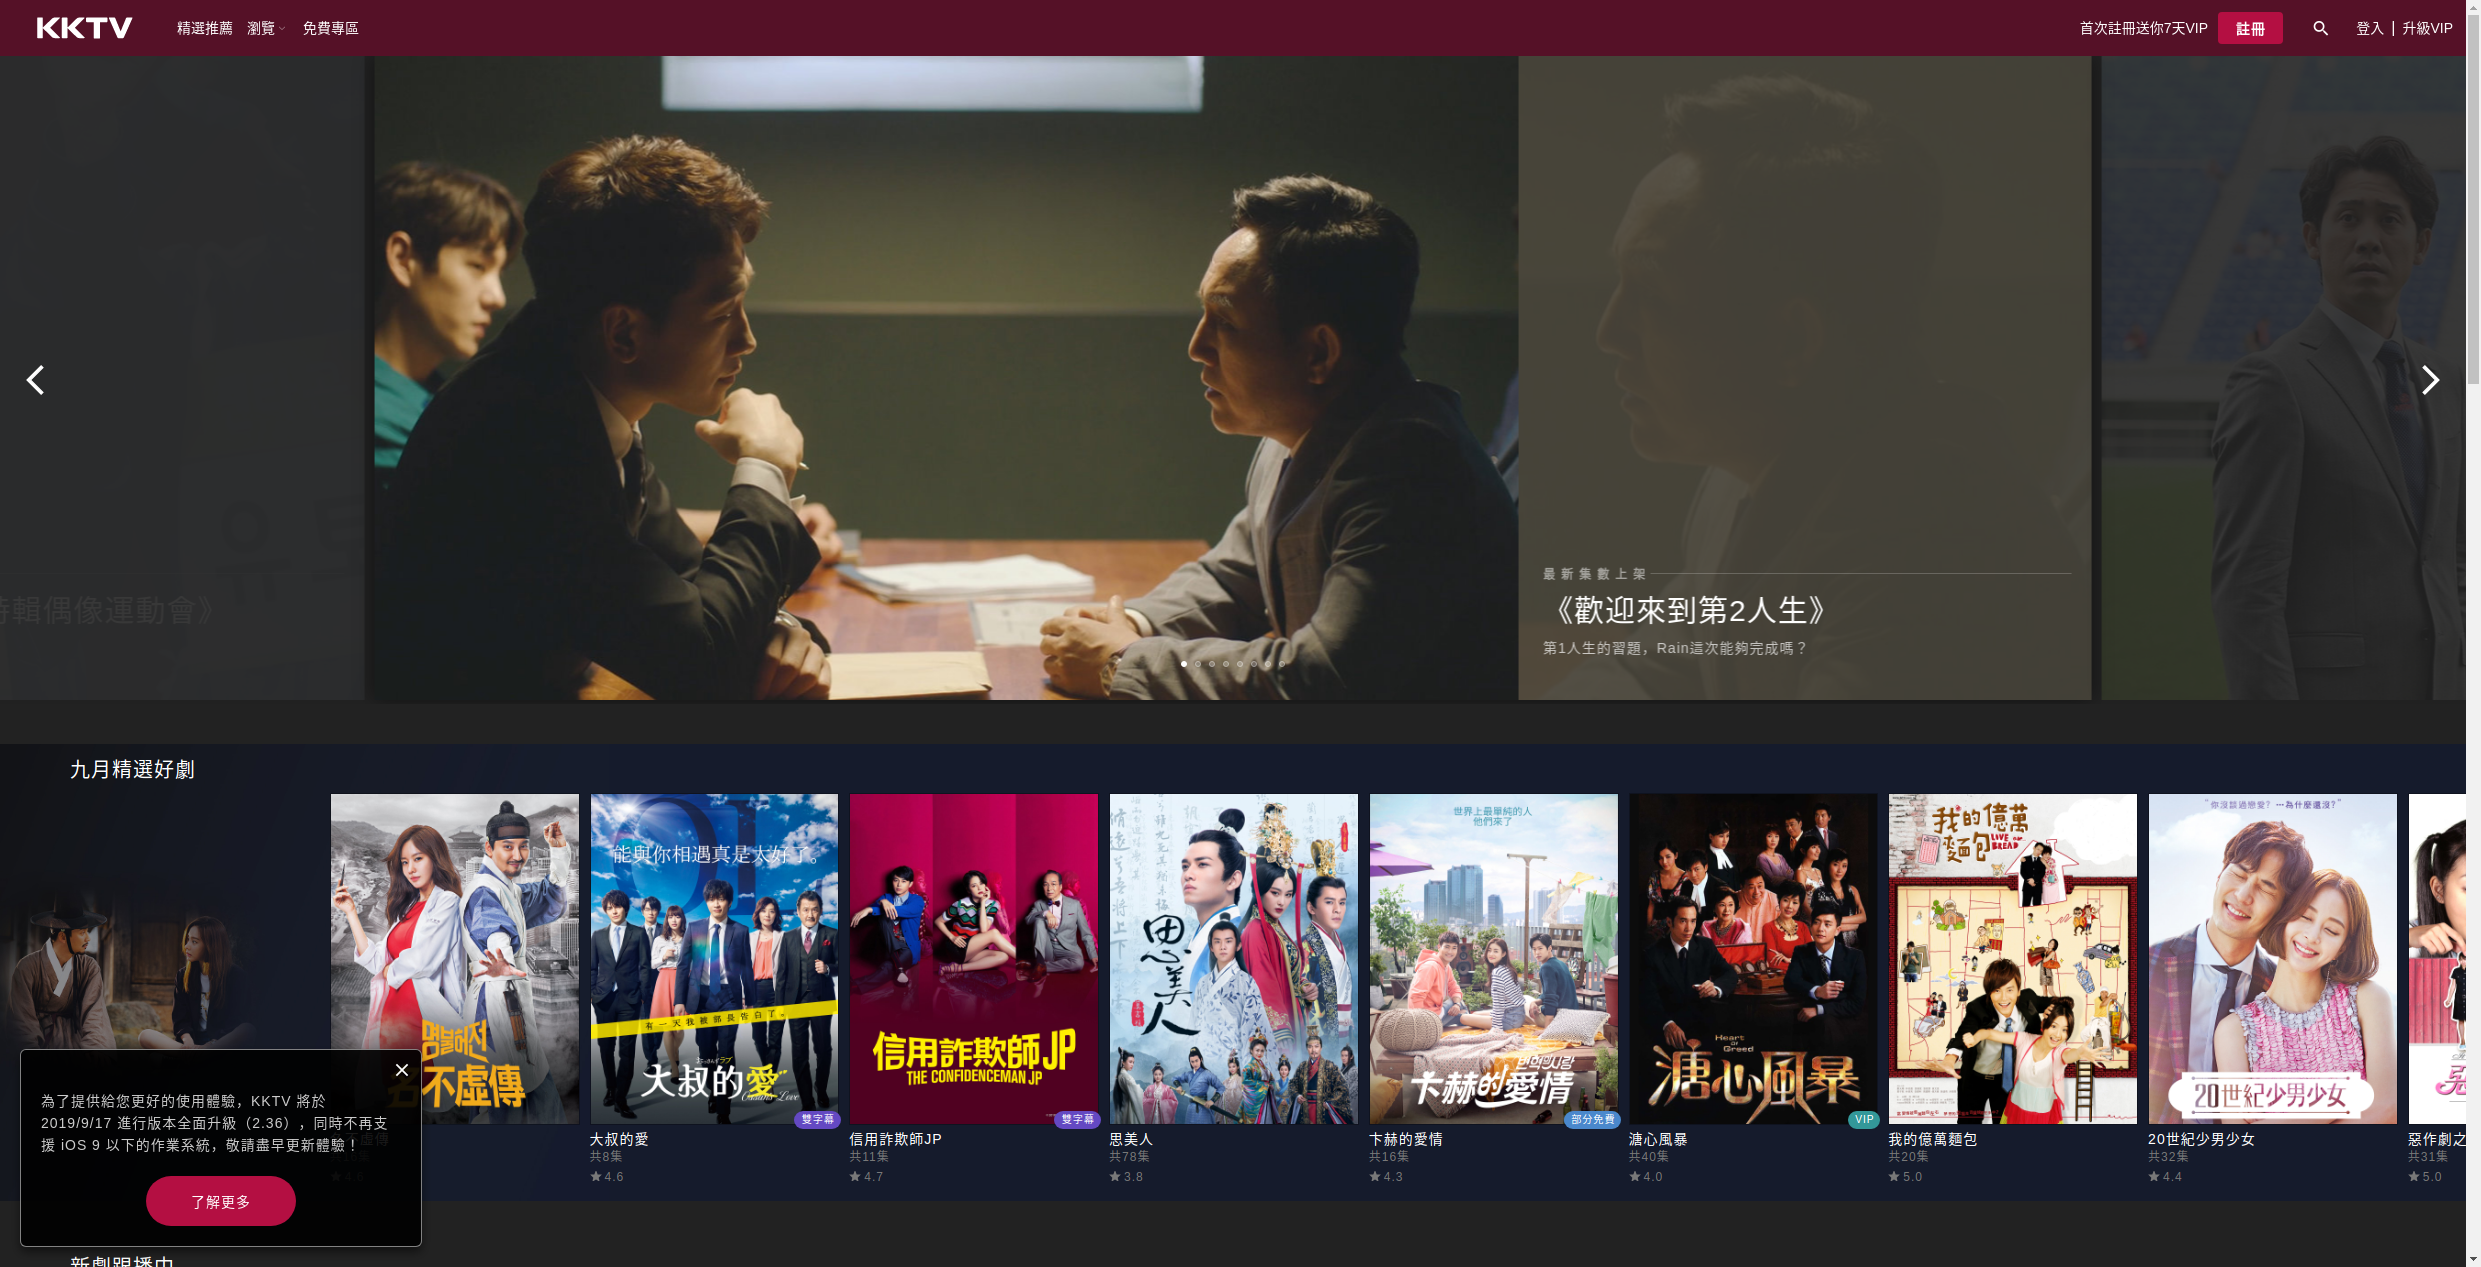 KKTV
精選推薦
瀏覽
免費專區
首次註冊送你7天VIP
註冊
登入 | 升級VIP
特輯偶像運動會》
最新集數上架
《歡迎來到第2人生》
第1人生的習題，Rain這次能夠完成嗎？
九月精選好劇
명불허전
名不虛傳
能與你相遇真是太好了。
有一天我被部長告白了。
おっさんずラブ
大叔的愛
信用詐欺師JP
THE CONFIDENCEMAN JP
思美人
世界上最單純的人
他們來了
변혁의 사랑
卞赫的愛情
Heart of Greed
溏心風暴
我的億萬麵包
LOVE OR BREAD
“你沒談過戀愛? …為什麼還沒?”
20世紀少男少女
雙字幕
雙字幕
部分免費
VIP
大叔的愛
共8集
4.6
信用詐欺師JP
共11集
4.7
思美人
共78集
3.8
卞赫的愛情
共16集
4.3
溏心風暴
共40集
4.0
我的億萬麵包
共20集
5.0
20世紀少男少女
共32集
4.4
惡作劇之
共31集
5.0
為了提供給您更好的使用體驗，KKTV 將於
2019/9/17 進行版本全面升級（2.36），同時不再支
援 iOS 9 以下的作業系統，敬請盡早更新體驗！
了解更多
新劇跟播中